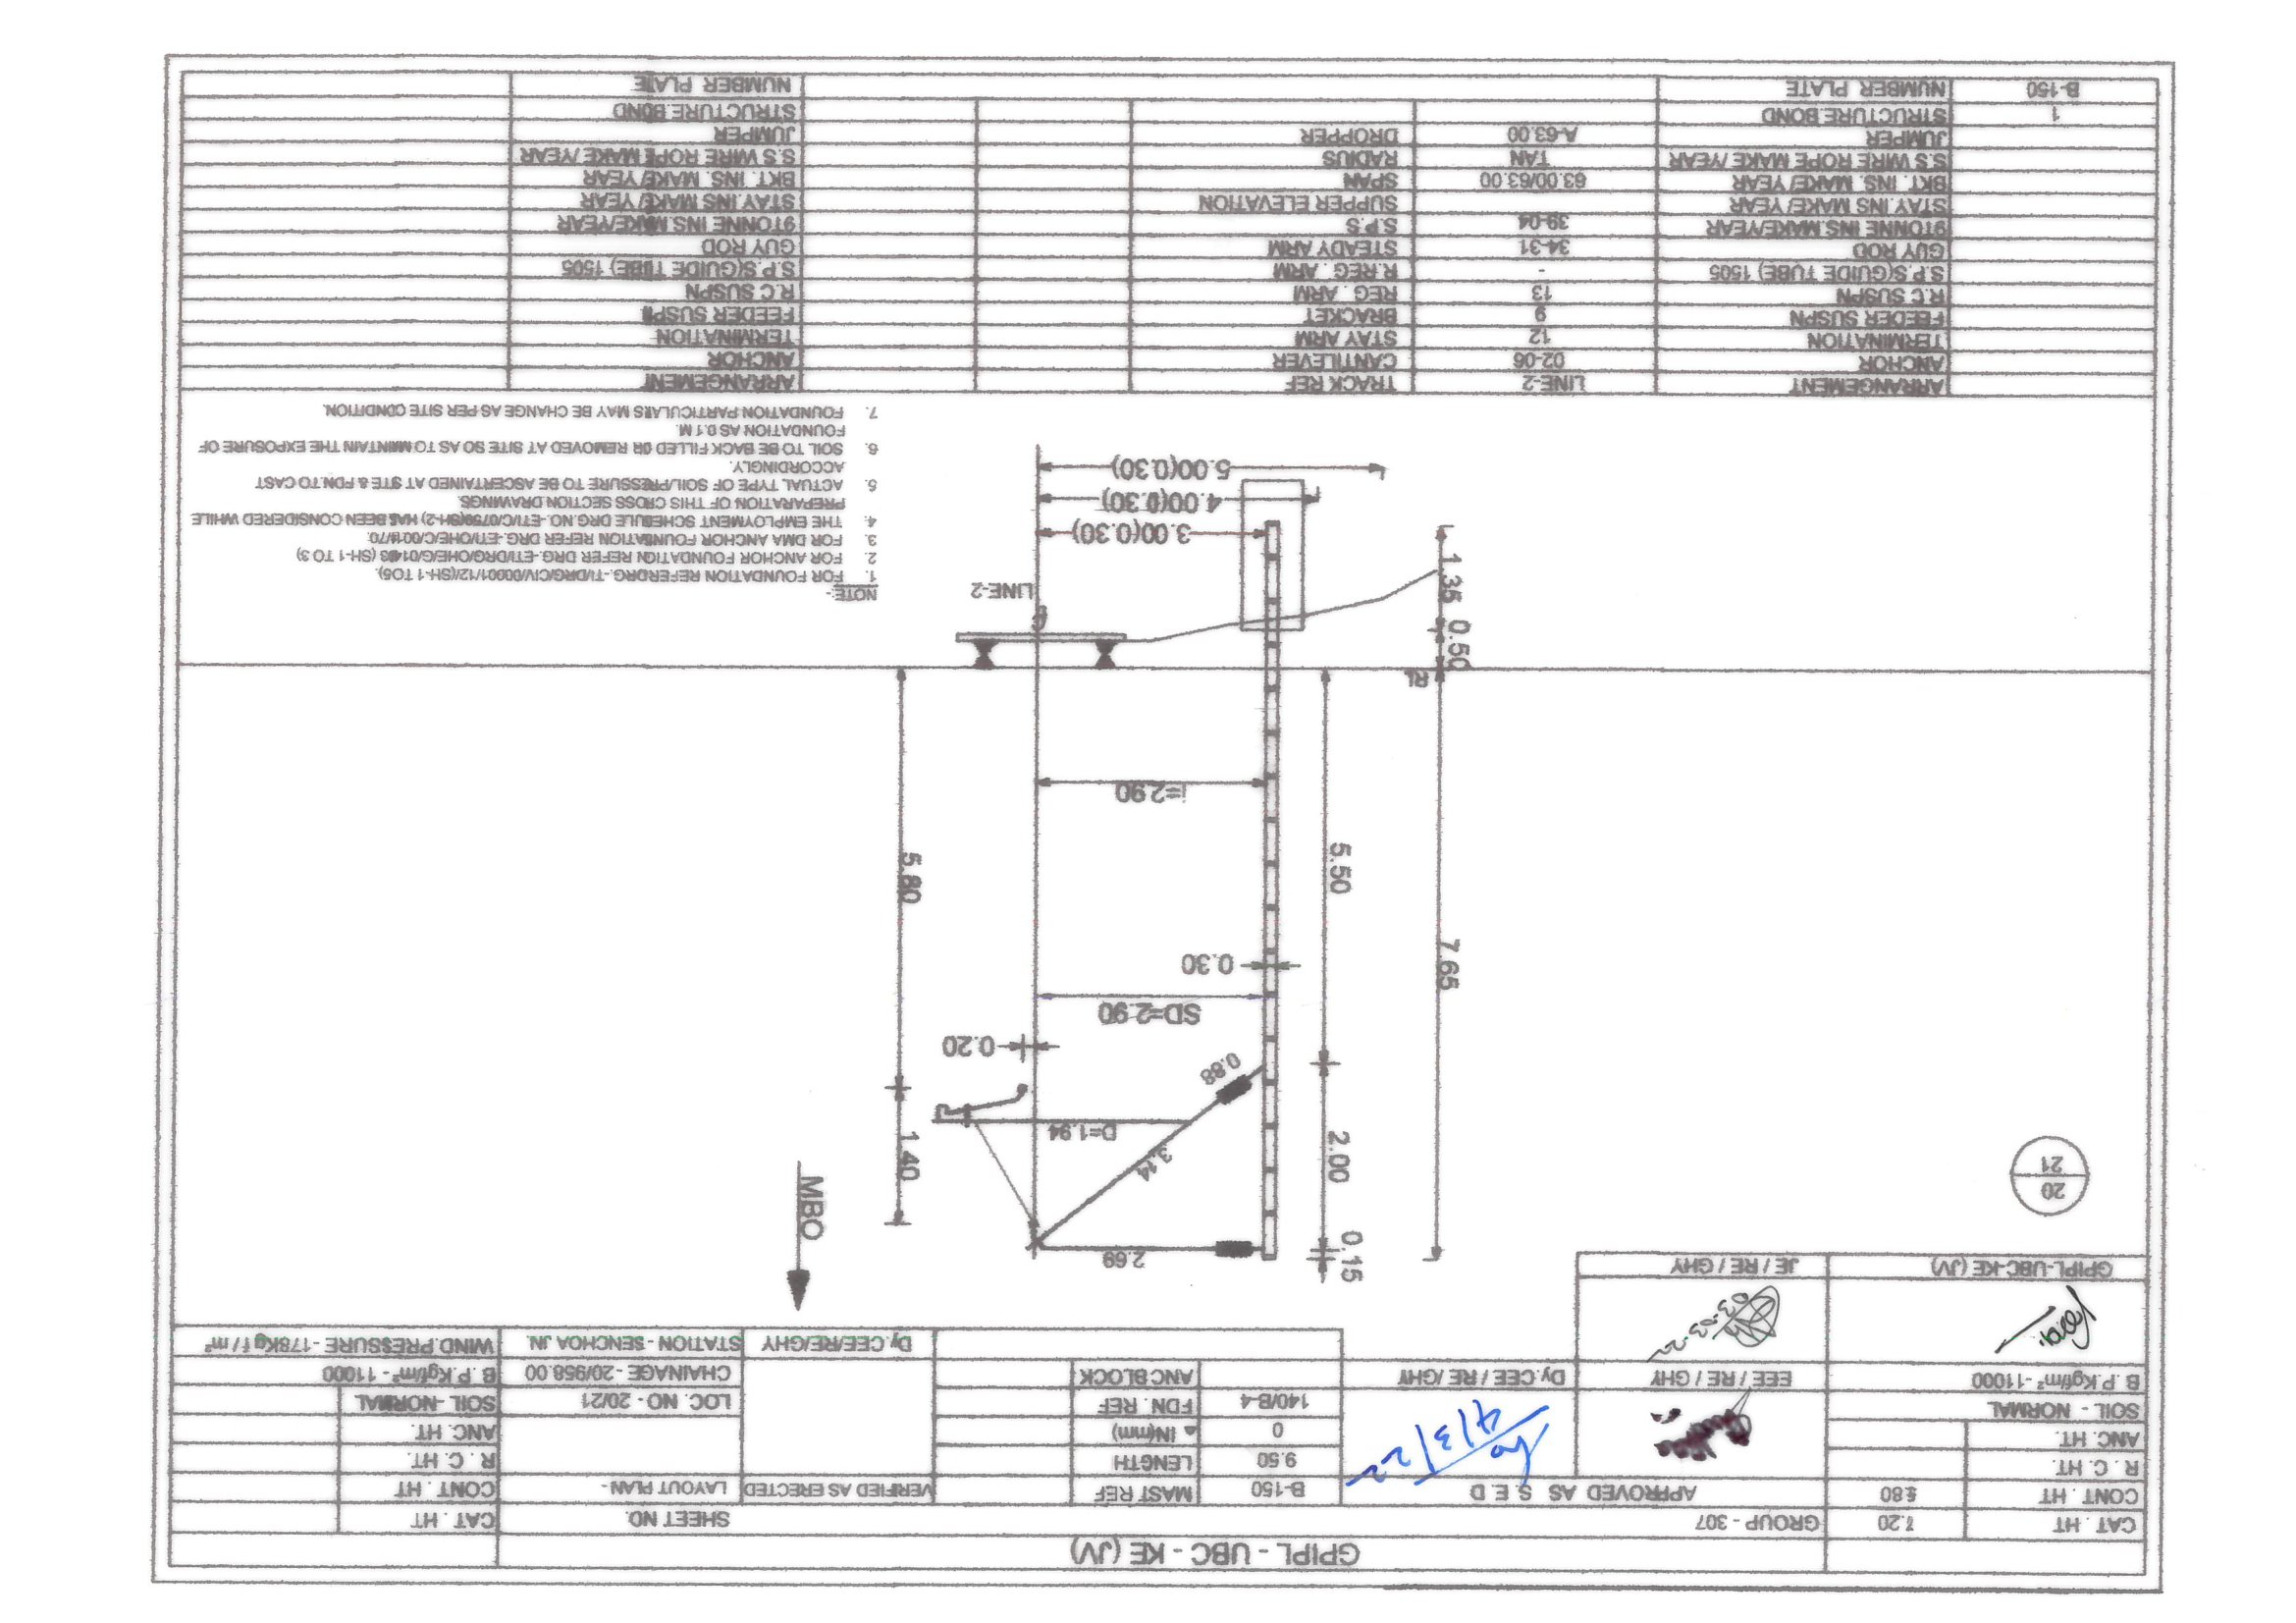 GPIPL - UBC - KE (JV)
CAT . HT 7.20 GROUP - 307 SHEET NO. CAT . HT
CONT . HT 5.80 APPROVED AS S.E.D B-150 MAST REF VERIFIED AS ERECTED LAYOUT PLAN - CONT . HT
R . C. HT. 9.50 LENGTH R . C. HT.
ANC. HT. 0 IN(mm) ANC. HT.
SOIL - NORMAL 140/B-4 FDN. REF LOC. NO - 20/21 SOIL -NORMAL
B .P.Kgf/m² -11000 EEE / RE / GHY Dy.CEE / RE /GHY ANC BLOCK CHAINAGE -20/958.00 B .P.Kgf/m² - 11000
Dy.CEE/RE/GHY STATION - SENCHOA JN. WIND.PRESSURE -178Kg f / m²
4/3/22
03-03-22
GPIPL-UBC-KE (JV) JE / RE / GHY
20
21
0.15
2.69
MBO
2.00
3.14
1.40
D=1.94
0.88
0.20
SD=2.90
0.30
7.65
5.50
5.80
i=2.90
RL
0.50
1.35
LINE-2
3.00(0.30)
4.00(0.30)
5.00(0.30)
NOTE:-
1. FOR FOUNDATION REFERDRG.-TI/DRG/CIV/00001/12/(SH-1 TO5).
2. FOR ANCHOR FOUNDATION REFER DRG.-ETI/DRG/OHE/G/01403 (SH-1 TO 3)
3. FOR DMA ANCHOR FOUNDATION REFER DRG.-ETI/OHE/C/0014/70.
4. THE EMPLOYMENT SCHEDULE DRG.NO.-ETI/C/0759(SH-2) HAS BEEN CONSIDERED WHILE
PREPARATION OF THIS CROSS SECTION DRAWINGS.
5. ACTUAL TYPE OF SOIL/PRESSURE TO BE ASCERTAINED AT STE & FDN.TO CAST
ACCORDINGLY.
6. SOIL TO BE BACK FILLED OR REMOVED AT SITE SO AS TO MAINTAIN THE EXPOSURE OF
FOUNDATION AS 0.1 M.
7. FOUNDATION PARTICULARS MAY BE CHANGE AS PER SITE CONDITION.
ARRANGEMENT LINE-2 TRACK REF ARRANGEMENT
ANCHOR 02-06 CANTILEVER ANCHOR
TERMINATION 12 STAY ARM TERMINATION
FEEDER SUSPN 9 BRACKET FEEDER SUSPN
R.C SUSPN 13 REG . ARM R.C SUSPN
S.P.S(GUIDE TUBE) 1505 - R.REG . ARM S.P.S(GUIDE TUBE) 1505
GUY ROD 34-31 STEADY ARM GUY ROD
9TONNE INS.MAKE/YEAR 39-04 S.P.S 9TONNE INS.MAKE/YEAR
STAY.INS MAKE/ YEAR SUPPER ELEVATION STAY.INS MAKE/ YEAR
BKT. INS. MAKE/ YEAR 63.00/63.00 SPAN BKT. INS. MAKE/ YEAR
S.S WIRE ROPE MAKE /YEAR TAN RADIUS S.S WIRE ROPE MAKE /YEAR
JUMPER A-63.00 DROPPER JUMPER
1 STRUCTURE.BOND STRUCTURE.BOND
B-150 NUMBER PLATE NUMBER PLATE